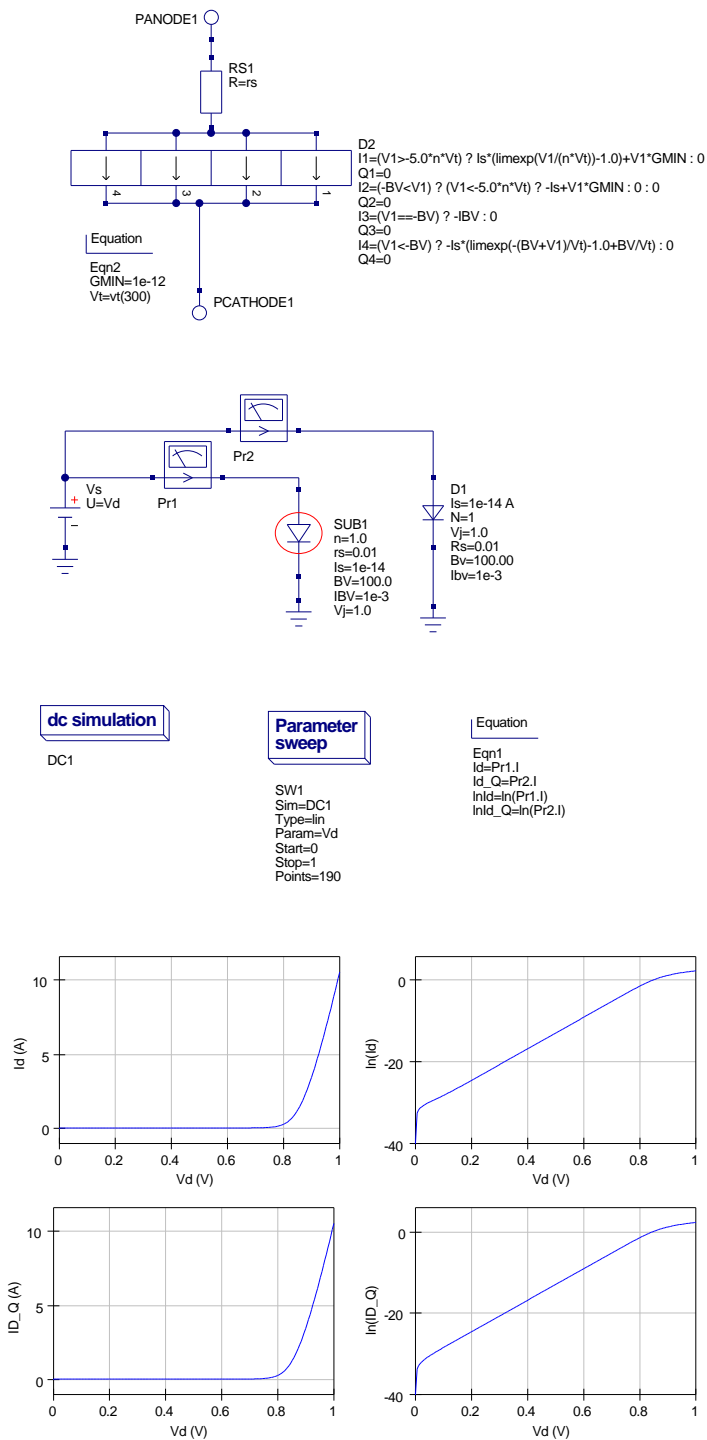 PANODE1
RS1
R=rs
D2
I1=(V1>-5.0*n*Vt) ? Is*(limexp(V1/(n*Vt))-1.0)+V1*GMIN : 0
Q1=0
I2=(-BV<V1) ? (V1<-5.0*n*Vt) ? -Is+V1*GMIN : 0 : 0
Q2=0
I3=(V1==-BV) ? -IBV : 0
Q3=0
I4=(V1<-BV) ? -Is*(limexp(-(BV+V1)/Vt)-1.0+BV/Vt) : 0
Q4=0
4 3 2 1
Equation
Eqn2
GMIN=1e-12
Vt=vt(300)
PCATHODE1
Pr2
Pr1
Vs
U=Vd
+
–
SUB1
n=1.0
rs=0.01
Is=1e-14
BV=100.0
IBV=1e-3
Vj=1.0
D1
Is=1e-14 A
N=1
Vj=1.0
Rs=0.01
Bv=100.00
Ibv=1e-3
dc simulation
DC1
Parameter
sweep
SW1
Sim=DC1
Type=lin
Param=Vd
Start=0
Stop=1
Points=190
Equation
Eqn1
Id=Pr1.I
Id_Q=Pr2.I
lnId=ln(Pr1.I)
lnId_Q=ln(Pr2.I)
Id (A)
10
5
0
0 0.2 0.4 0.6 0.8 1
Vd (V)
ln(Id)
0
-20
-40
0 0.2 0.4 0.6 0.8 1
Vd (V)
ID_Q (A)
10
5
0
0 0.2 0.4 0.6 0.8 1
Vd (V)
ln(ID_Q)
0
-20
-40
0 0.2 0.4 0.6 0.8 1
Vd (V)